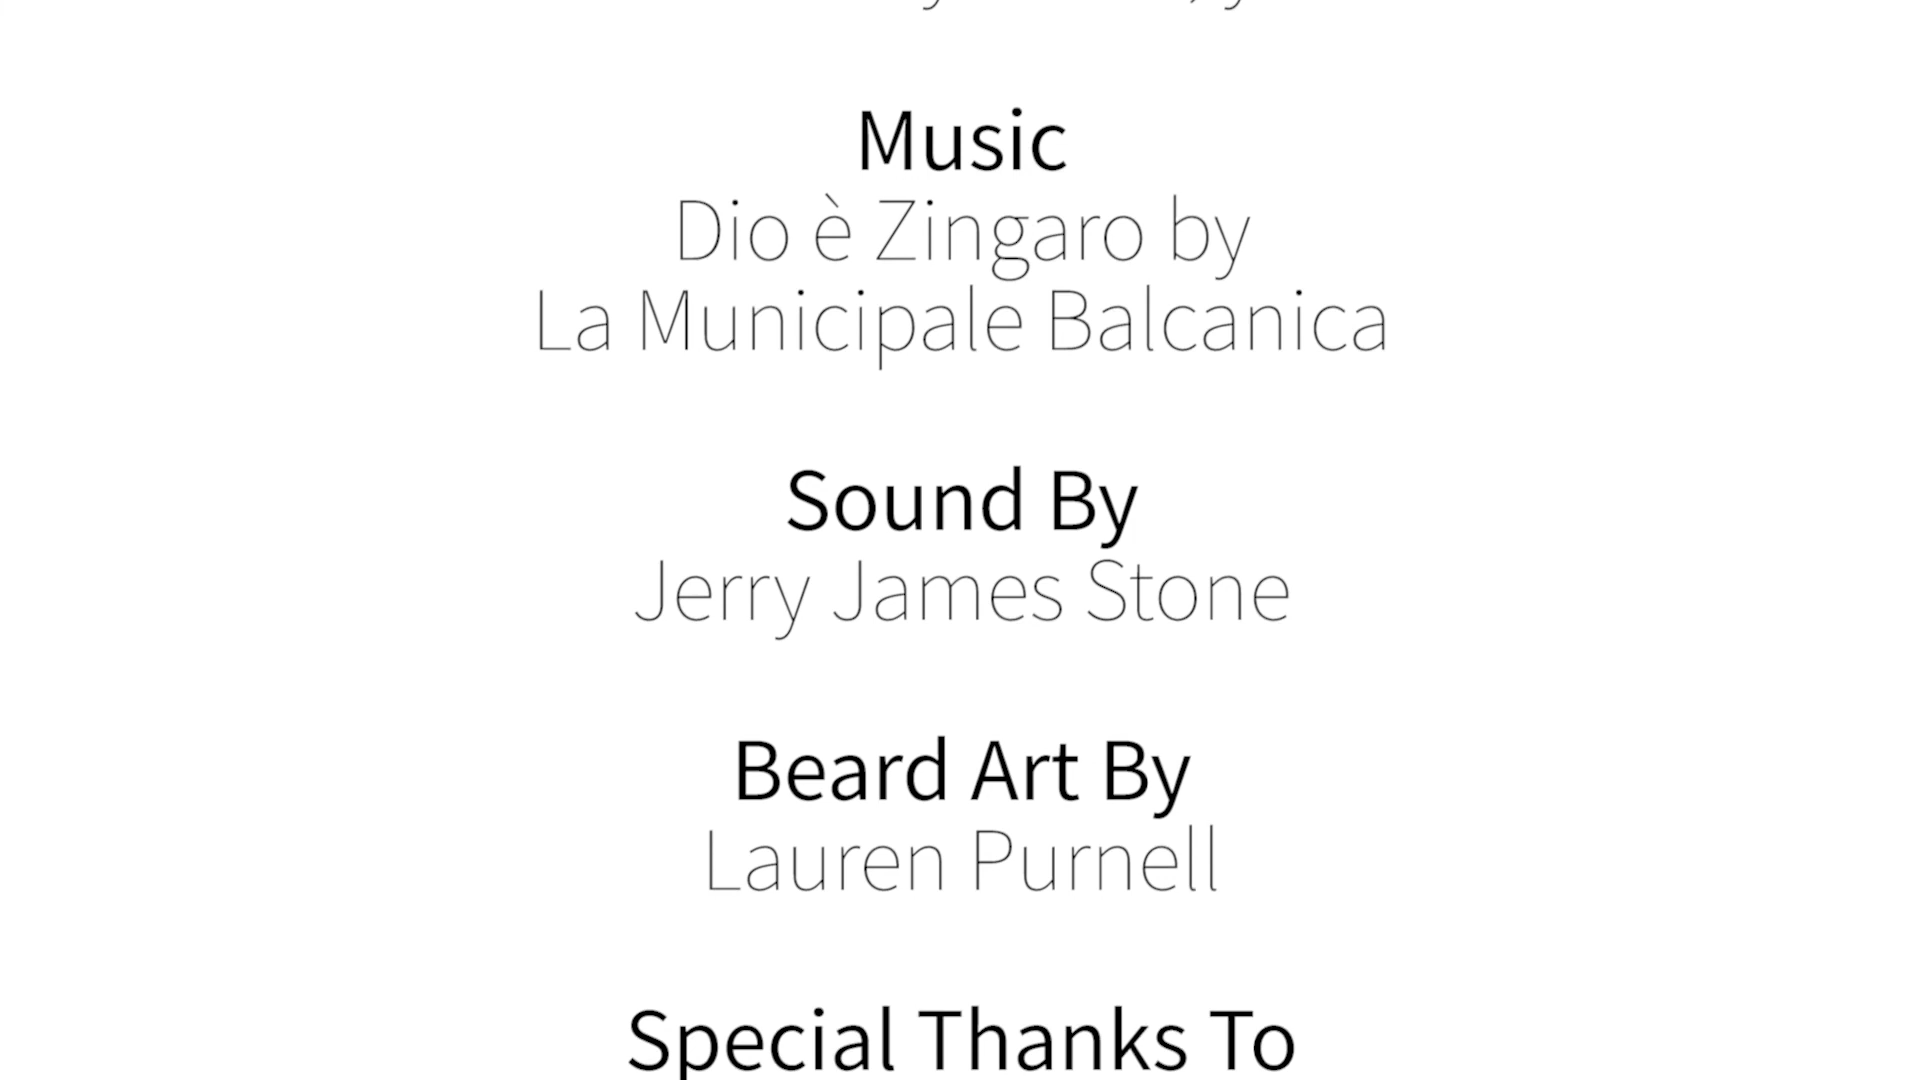 Music
Dio è Zingaro by
La Municipale Balcanica
Sound By
Jerry James Stone
Beard Art By
Lauren Purnell
Special Thanks To